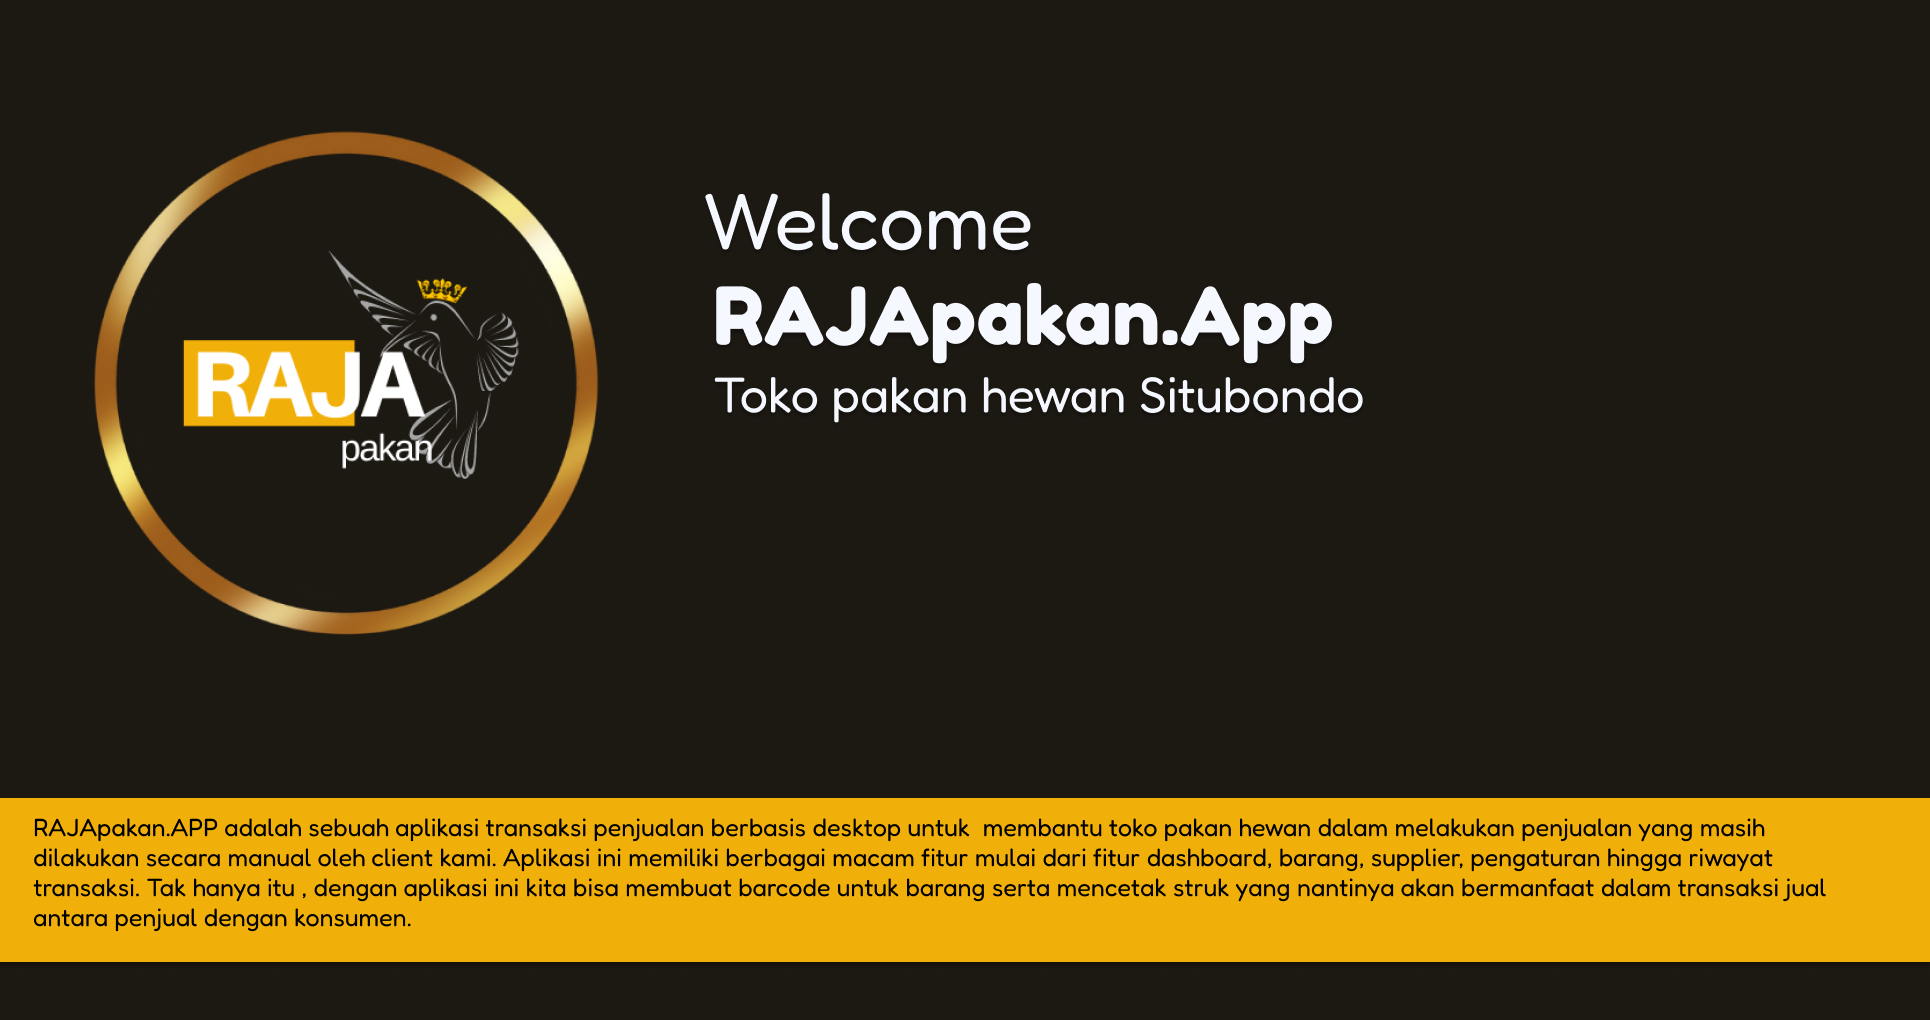 RAJA
pakan
Welcome
RAJApakan.App
Toko pakan hewan Situbondo
RAJApakan.APP adalah sebuah aplikasi transaksi penjualan berbasis desktop untuk  membantu toko pakan hewan dalam melakukan penjualan yang masih
dilakukan secara manual oleh client kami. Aplikasi ini memiliki berbagai macam fitur mulai dari fitur dashboard, barang, supplier, pengaturan hingga riwayat
transaksi. Tak hanya itu , dengan aplikasi ini kita bisa membuat barcode untuk barang serta mencetak struk yang nantinya akan bermanfaat dalam transaksi jual
antara penjual dengan konsumen.